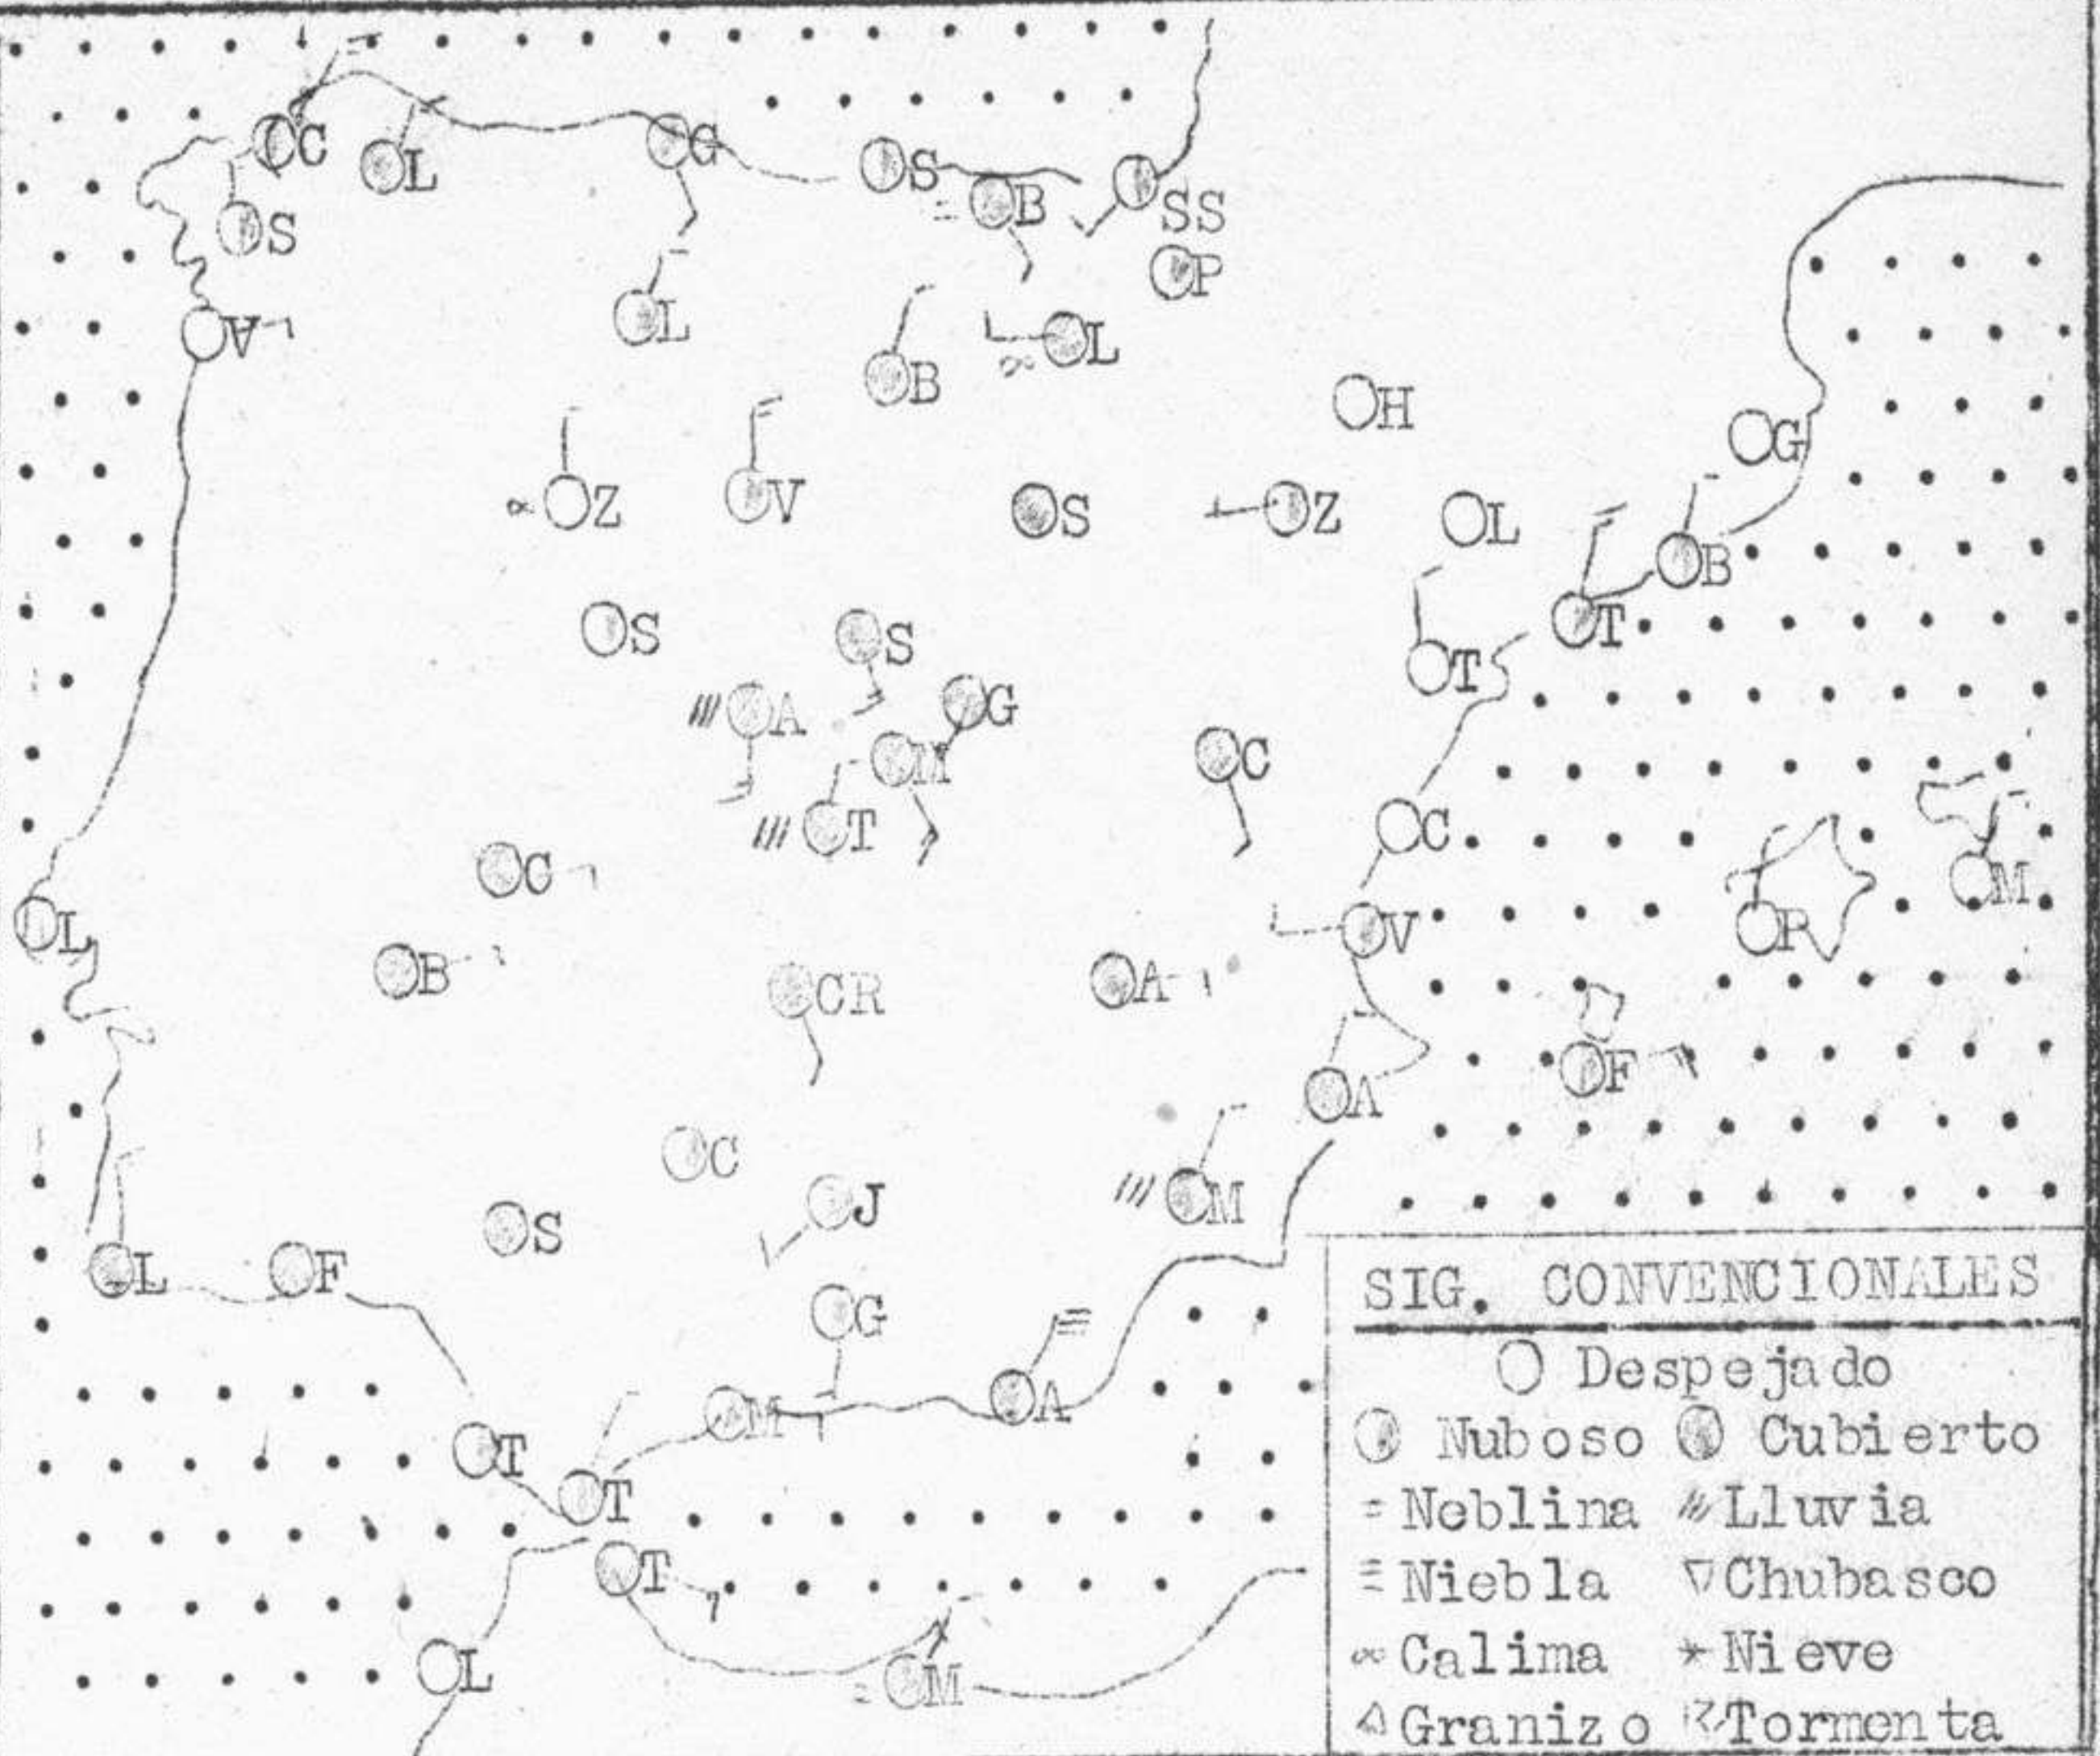 C
L
G
S
B
SS
S
P
V
L
B
L
H
G
Z
V
S
Z
L
B
S
S
T
T
A
G
M
C
T
C
C
M
L
V
R
B
CR
A
F
A
C
J
M
S
L
F
G
M
A
T
T
T
L
M
SIG. CONVENCIONALES
Despejado
Nuboso Cubierto
Neblina Lluvia
Niebla Chubasco
Calima Nieve
Granizo Tormenta